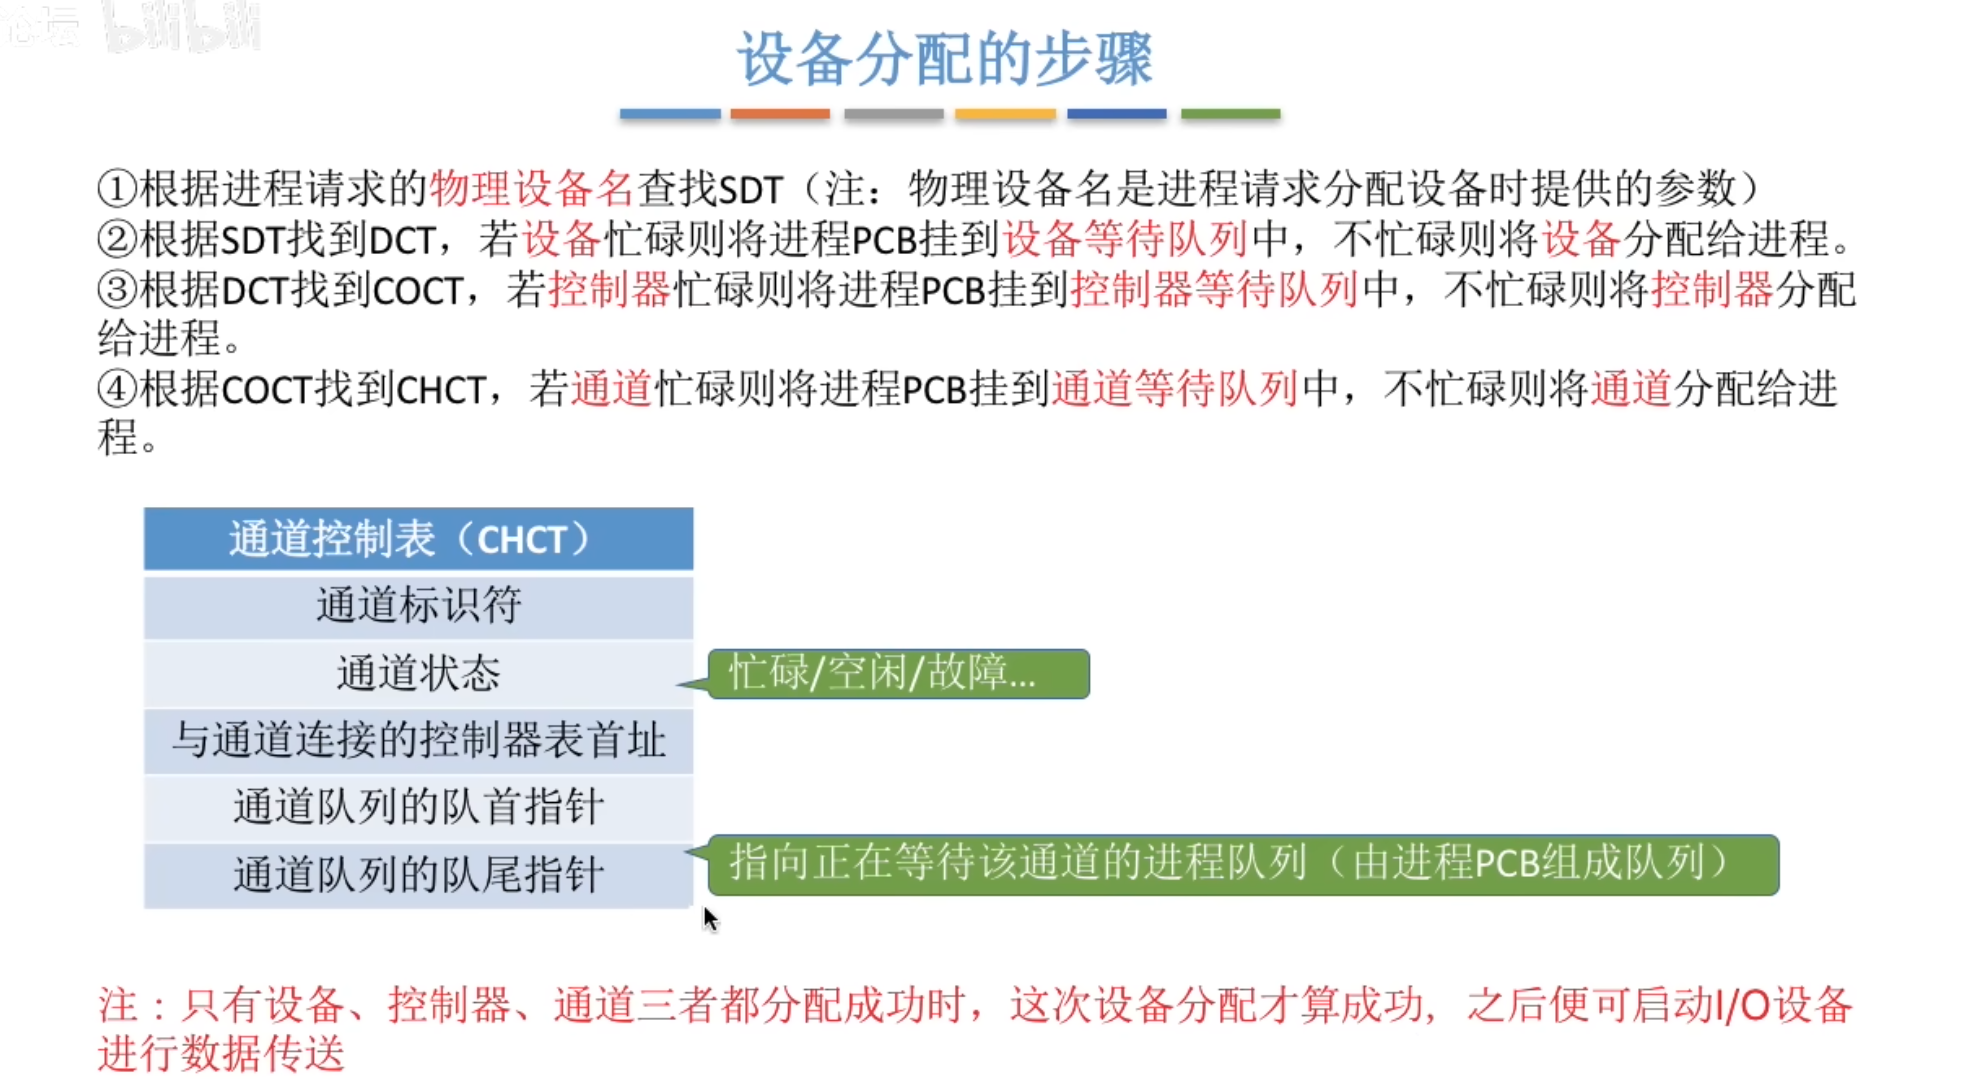 论坛 bilibili
设备分配的步骤
①根据进程请求的物理设备名查找SDT（注：物理设备名是进程请求分配设备时提供的参数）
②根据SDT找到DCT，若设备忙碌则将进程PCB挂到设备等待队列中，不忙碌则将设备分配给进程。
③根据DCT找到COCT，若控制器忙碌则将进程PCB挂到控制器等待队列中，不忙碌则将控制器分配
给进程。
④根据COCT找到CHCT，若通道忙碌则将进程PCB挂到通道等待队列中，不忙碌则将通道分配给进
程。
通道控制表（CHCT）
通道标识符
通道状态
忙碌/空闲/故障...
与通道连接的控制器表首址
通道队列的队首指针
通道队列的队尾指针
指向正在等待该通道的进程队列（由进程PCB组成队列）
注：只有设备、控制器、通道三者都分配成功时，这次设备分配才算成功，之后便可启动I/O设备
进行数据传送